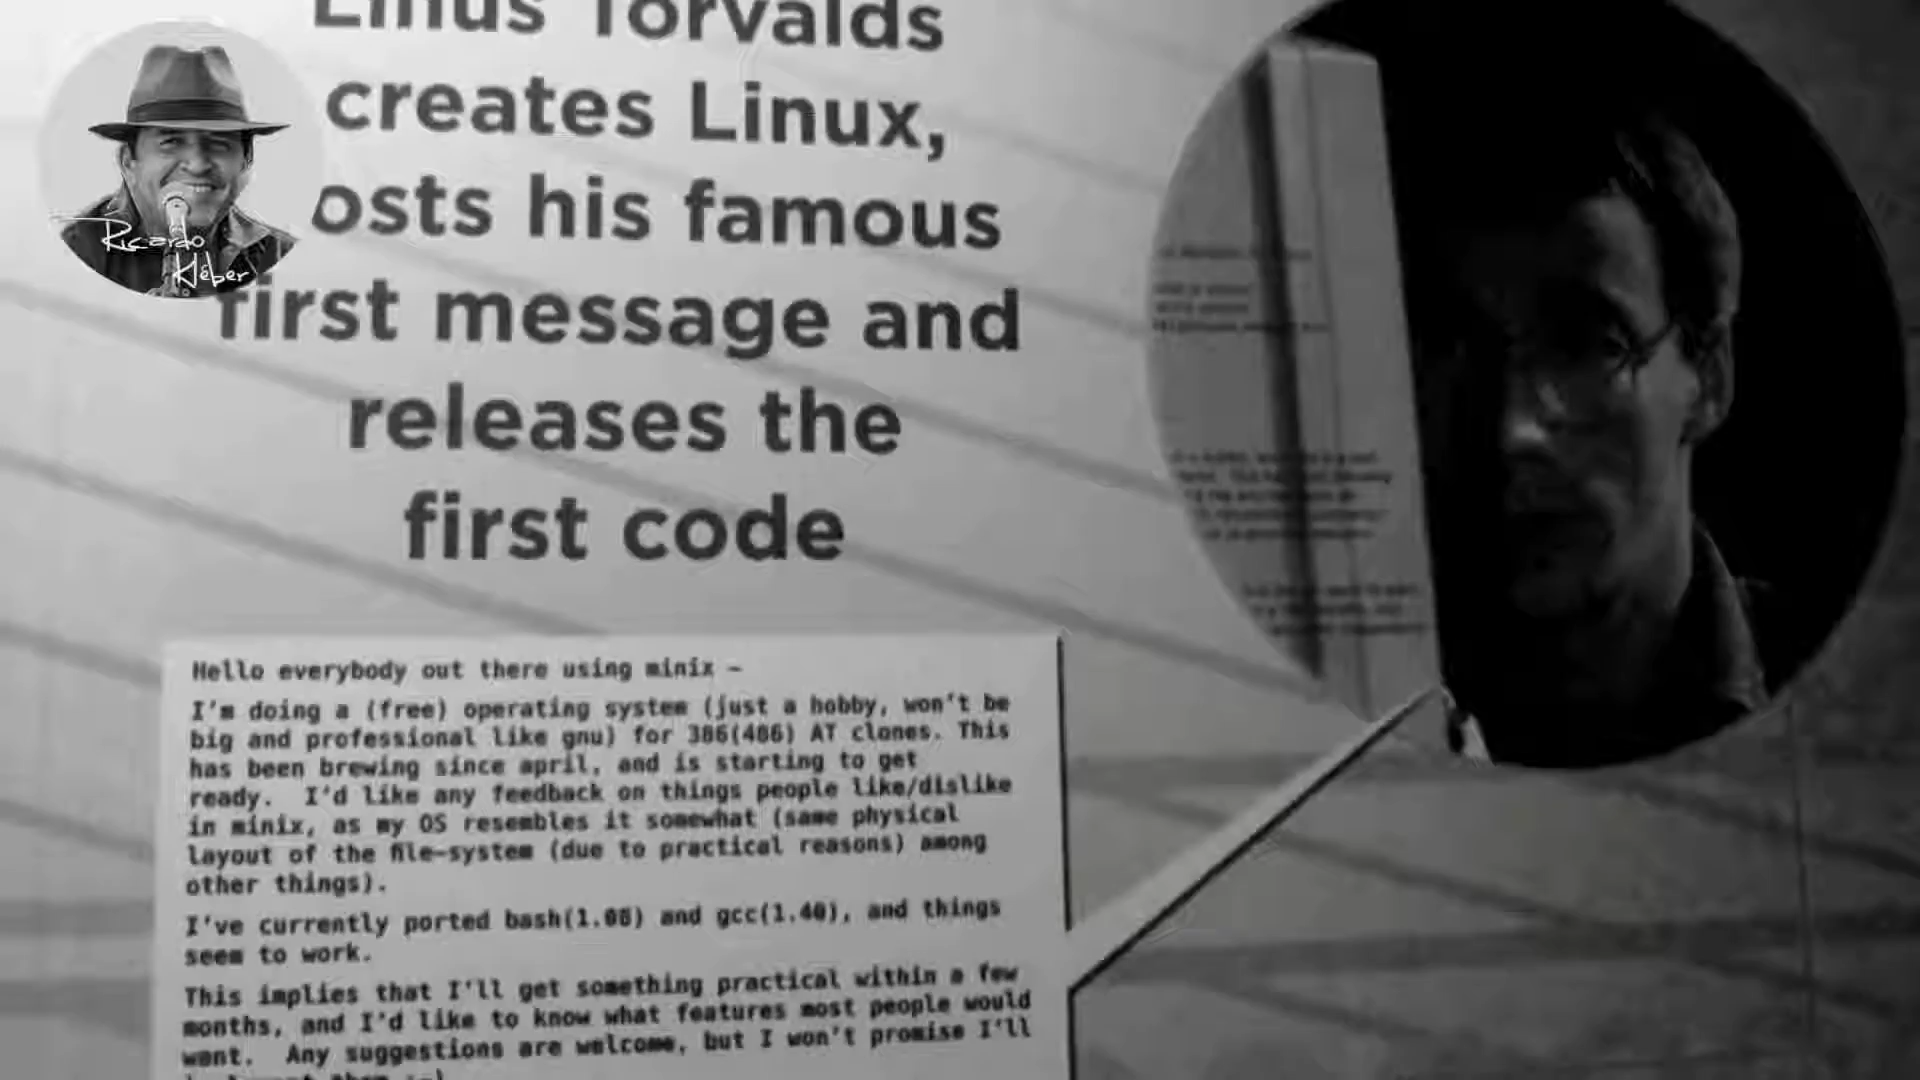 Linus Torvalds
creates Linux,
osts his famous
first message and
releases the
first code
Ricardo
Kléber
Hello everybody out there using minix –
I'm doing a (free) operating system (just a hobby, won't be
big and professional like gnu) for 386(486) AT clones. This
has been brewing since april, and is starting to get
ready. I'd like any feedback on things people like/dislike
in minix, as my OS resembles it somewhat (same physical
layout of the file-system (due to practical reasons) among
other things).
I've currently ported bash(1.08) and gcc(1.40), and things
seem to work.
This implies that I'll get something practical within a few
months, and I'd like to know what features most people would
want. Any suggestions are welcome, but I won't promise I'll